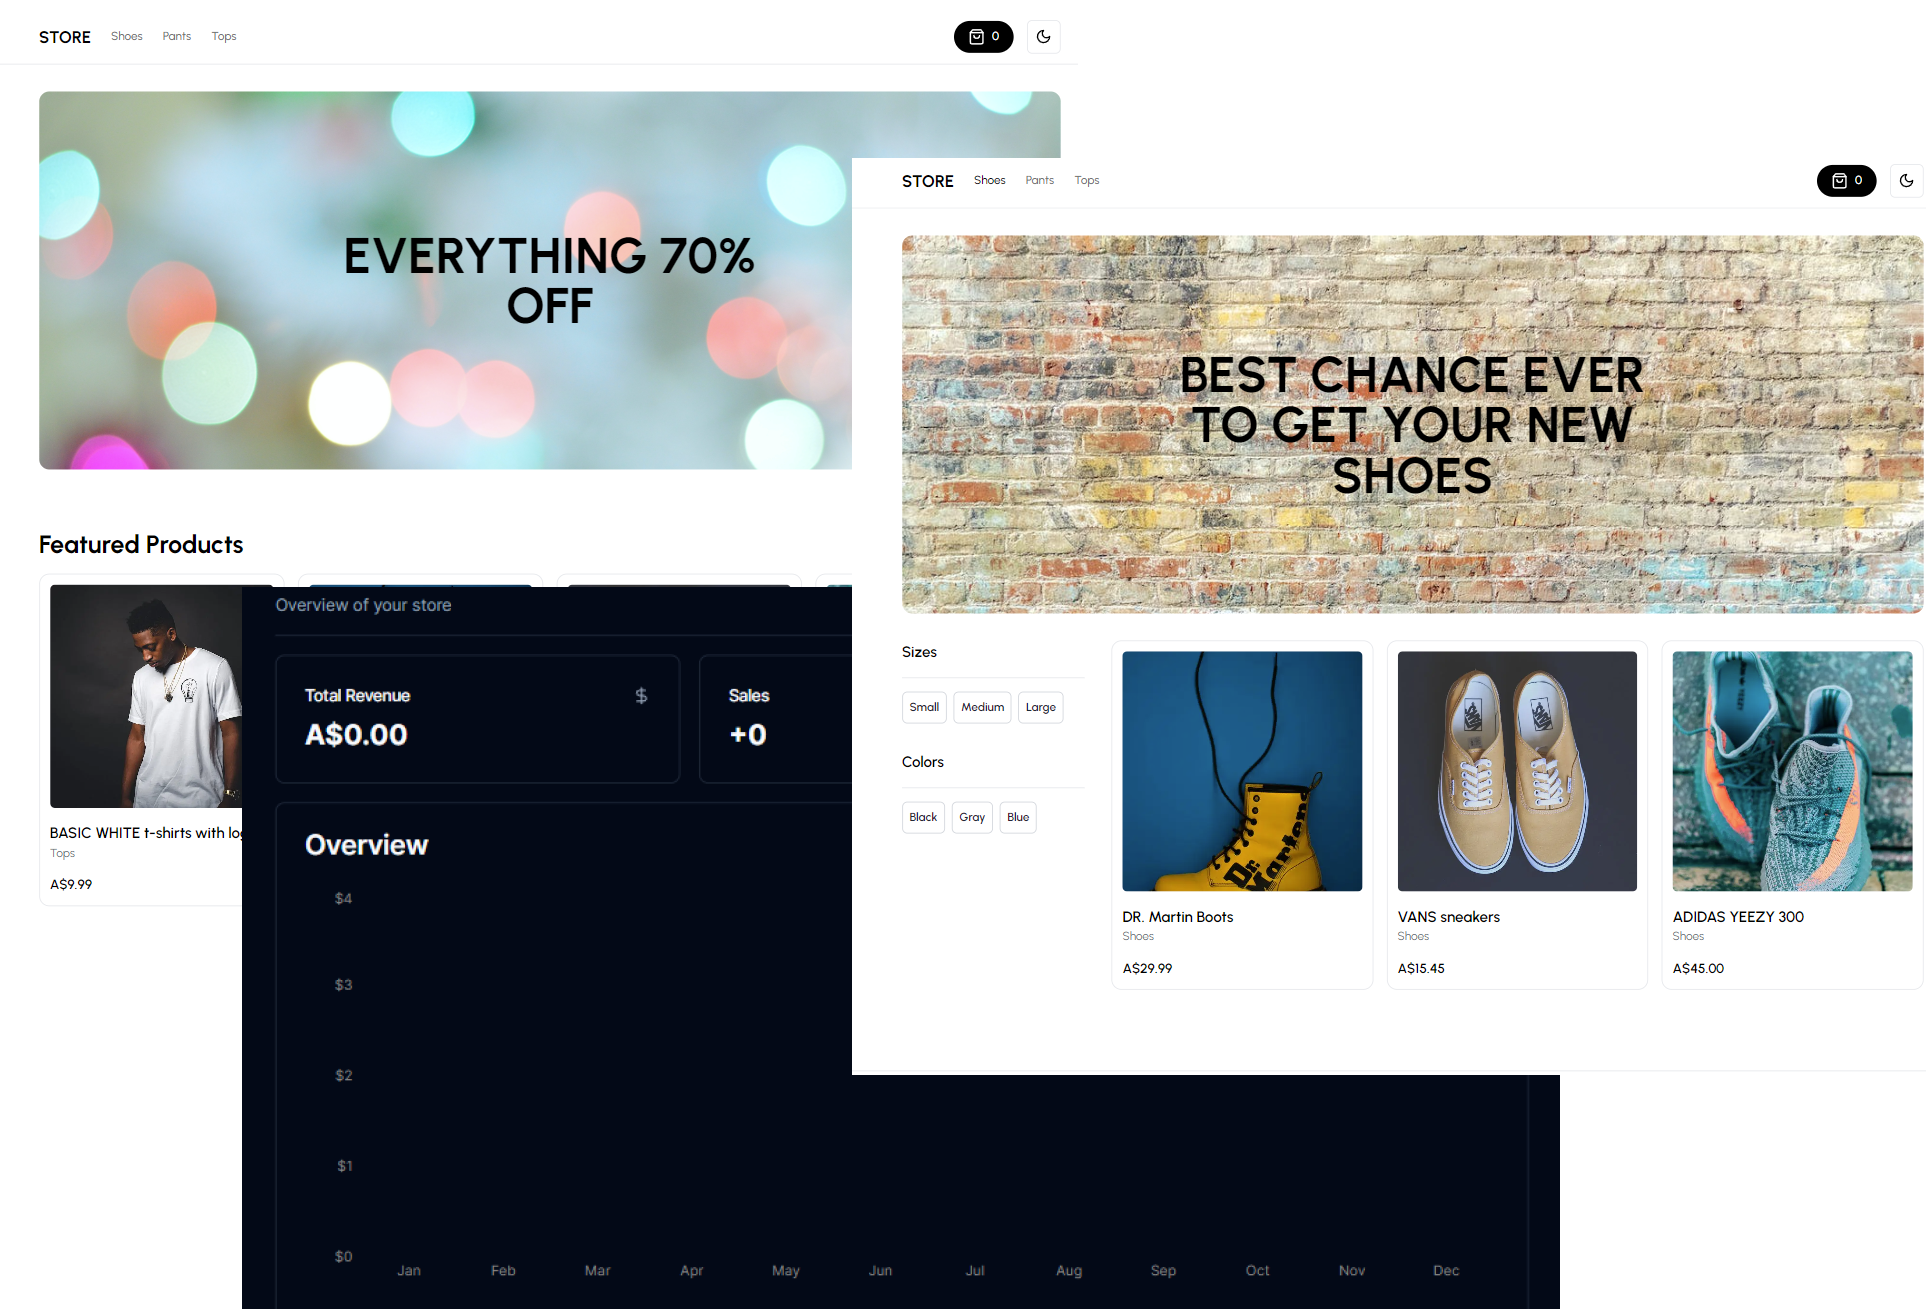 STORE
Shoes
Pants
Tops
0
EVERYTHING 70%
OFF
Featured Products
BASIC WHITE t-shirts with
Tops
A$9.99
Overview of your store
Total Revenue
$
A$0.00
Sales
+0
Overview
$4
$3
$2
$1
$0
Jan
Feb
Mar
Apr
May
Jun
Jul
Aug
Sep
Oct
Nov
Dec
STORE
Shoes
Pants
Tops
0
BEST CHANCE EVER
TO GET YOUR NEW
SHOES
Sizes
Small
Medium
Large
Colors
Black
Gray
Blue
Dr.
Marten
DR. Martin Boots
Shoes
A$29.99
VANS sneakers
Shoes
A$15.45
ADIDAS YEEZY 300
Shoes
A$45.00